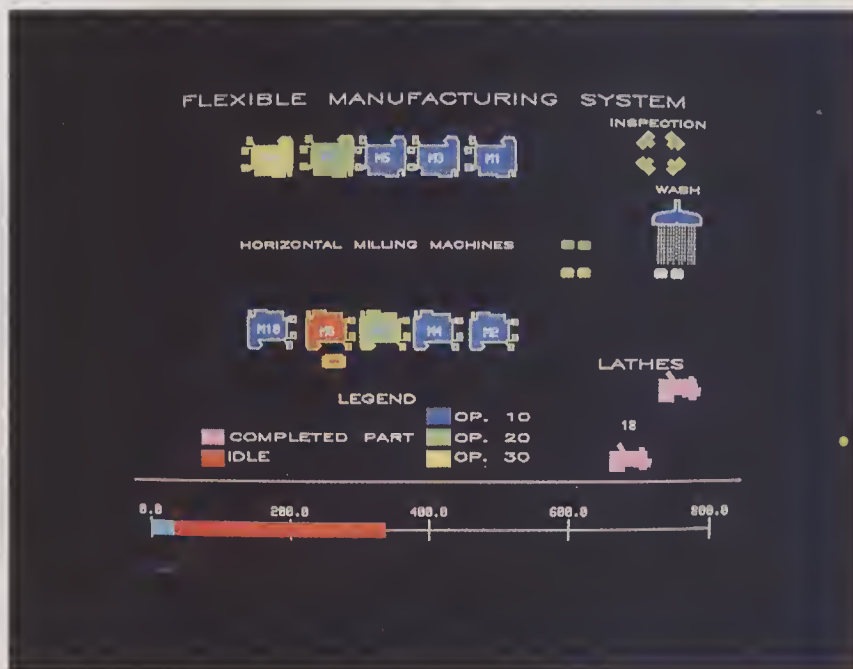 FLEXIBLE MANUFACTURING SYSTEM
INSPECTION
M5 M3 M1
WASH
HORIZONTAL MILLING MACHINES
M10 M4 M2
LATHES
LEGEND
OP. 10
18
COMPLETED PART
OP. 20
IDLE
OP. 30
0.0 200.0 400.0 600.0 800.0